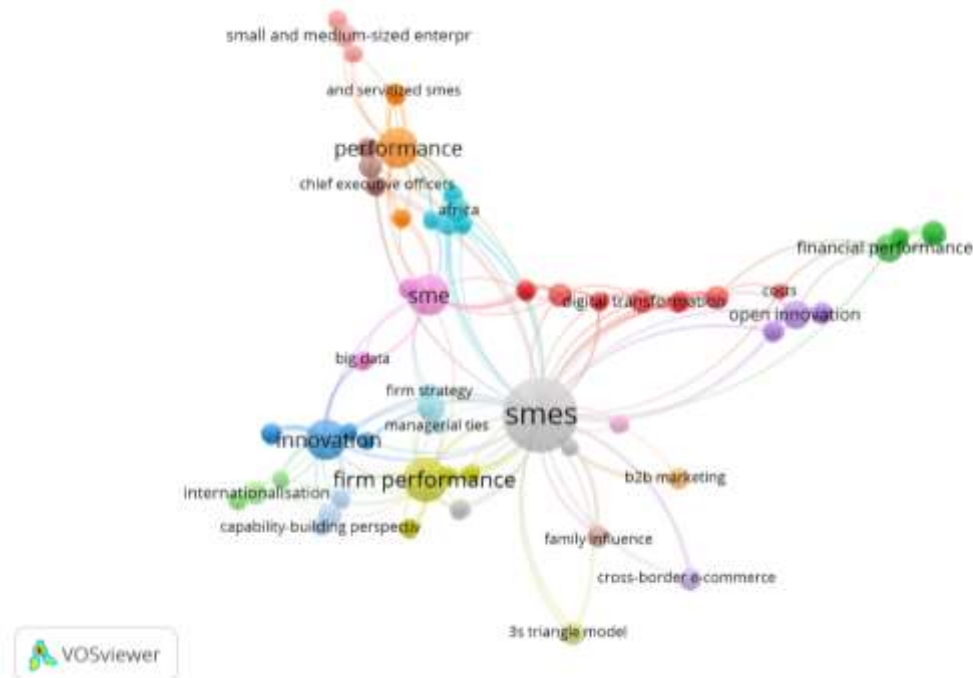 small and medium-sized enterpr
and servitized smes
performance
chief executive officers
africa
financial performance
sme
digital transformation
costs
open innovation
big data
firm strategy
smes
managerial ties
innovation
firm performance
b2b marketing
internationalisation
capability-building perspectiv
family influence
cross-border e-commerce
3s triangle model
VOSviewer